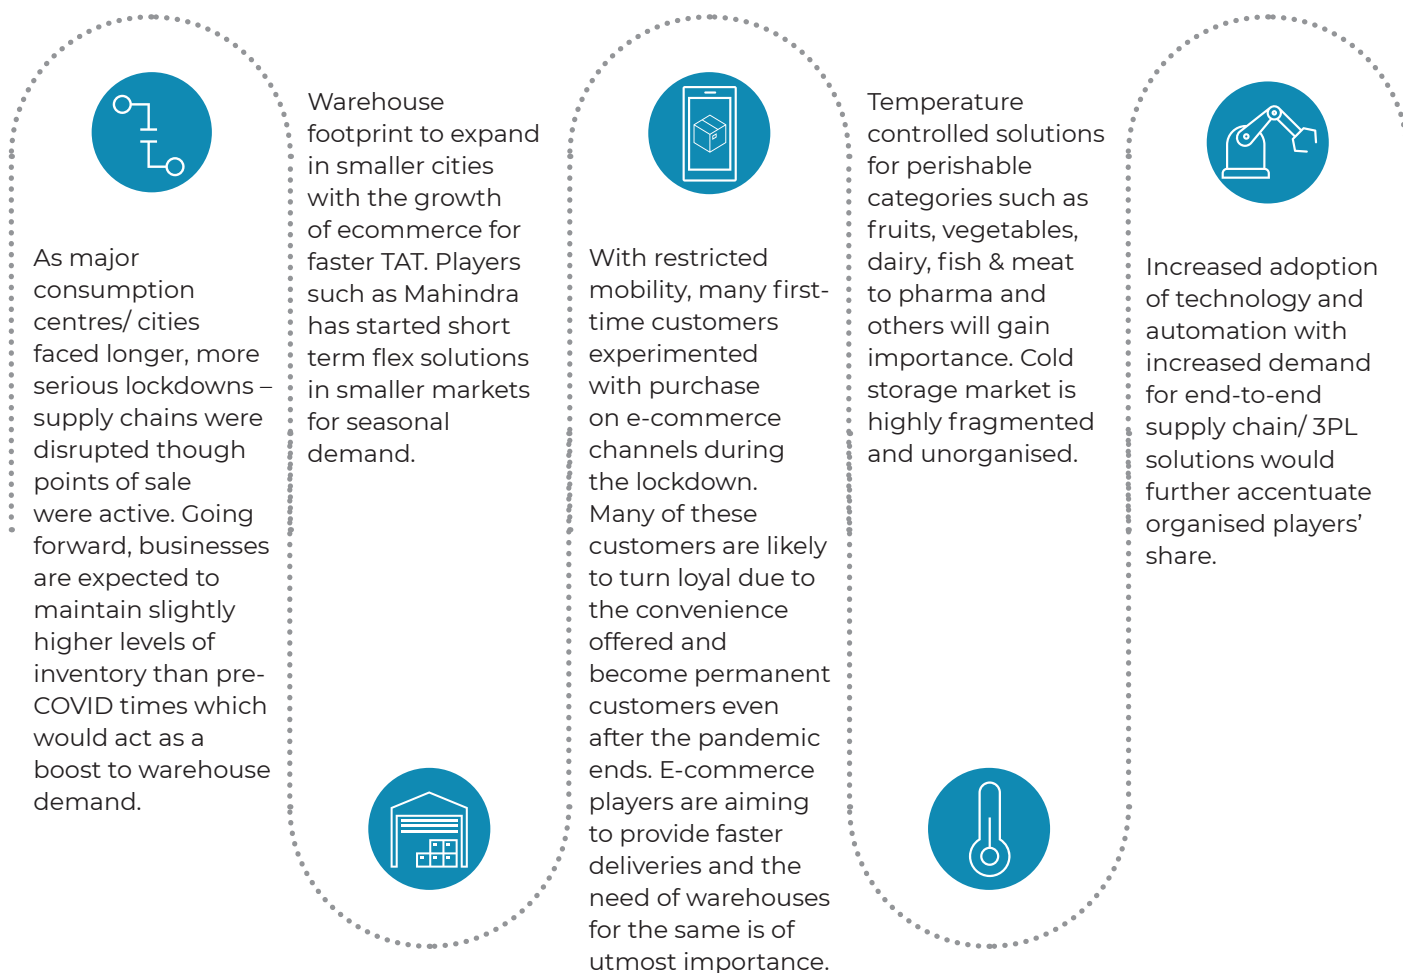 As major
consumption
centres/ cities
faced longer, more
serious lockdowns –
supply chains were
disrupted though
points of sale
were active. Going
forward, businesses
are expected to
maintain slightly
higher levels of
inventory than pre-
COVID times which
would act as a
boost to warehouse
demand.
Warehouse
footprint to expand
in smaller cities
with the growth
of ecommerce for
faster TAT. Players
such as Mahindra
has started short
term flex solutions
in smaller markets
for seasonal
demand.
With restricted
mobility, many first-
time customers
experimented
with purchase
on e-commerce
channels during
the lockdown.
Many of these
customers are likely
to turn loyal due to
the convenience
offered and
become permanent
customers even
after the pandemic
ends. E-commerce
players are aiming
to provide faster
deliveries and the
need of warehouses
for the same is of
utmost importance.
Temperature
controlled solutions
for perishable
categories such as
fruits, vegetables,
dairy, fish & meat
to pharma and
others will gain
importance. Cold
storage market is
highly fragmented
and unorganised.
Increased adoption
of technology and
automation with
increased demand
for end-to-end
supply chain/ 3PL
solutions would
further accentuate
organised players’
share.